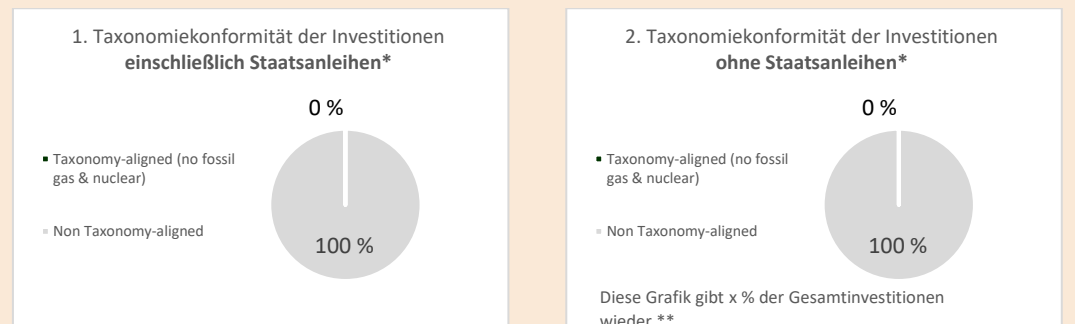 1. Taxonomiekonformität der Investitionen
einschließlich Staatsanleihen*
0 %
Taxonomy-aligned (no fossil
gas & nuclear)
Non Taxonomy-aligned
100 %
2. Taxonomiekonformität der Investitionen
ohne Staatsanleihen*
0 %
Taxonomy-aligned (no fossil
gas & nuclear)
Non Taxonomy-aligned
100 %
Diese Grafik gibt x % der Gesamtinvestitionen
wieder.**